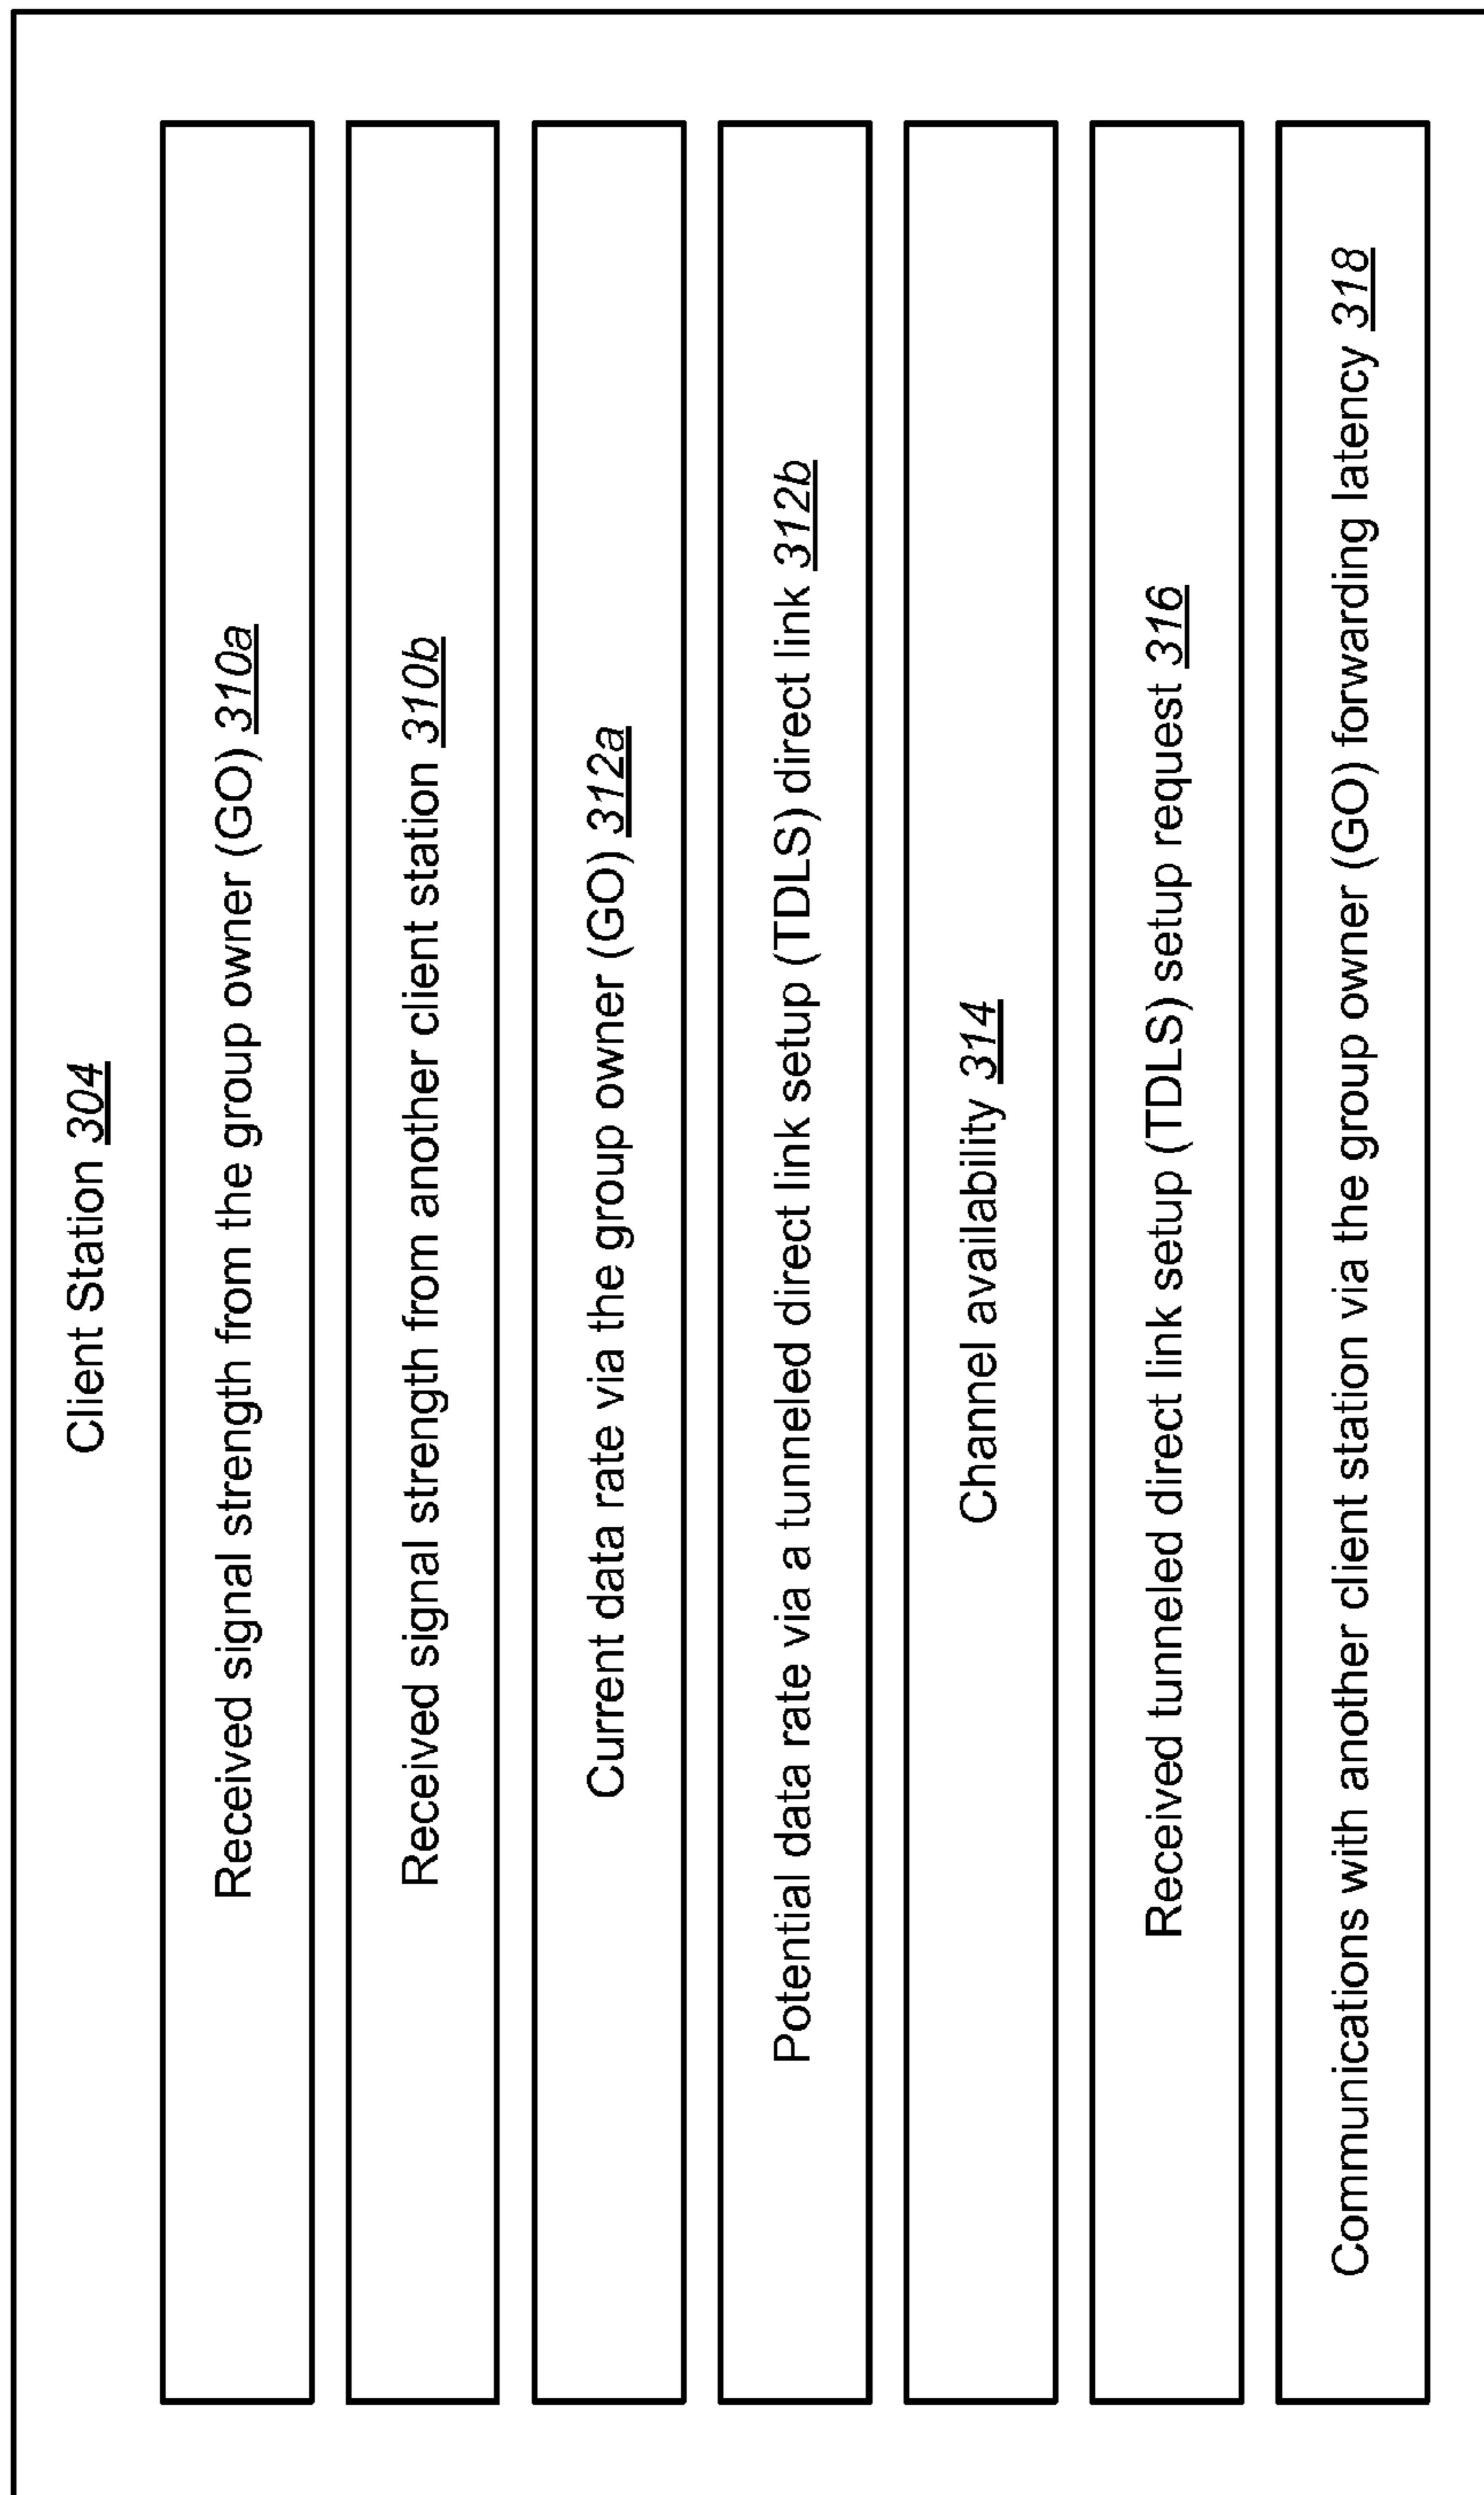 Client Station 304
Received signal strength from the group owner (GO) 310a
Received signal strength from another client station 310b
Current data rate via the group owner (GO) 312a
Potential data rate via a tunneled direct link setup (TDLS) direct link 312b
Channel availability 314
Received tunneled direct link setup (TDLS) setup request 316
Communications with another client station via the group owner (GO) forwarding latency 318